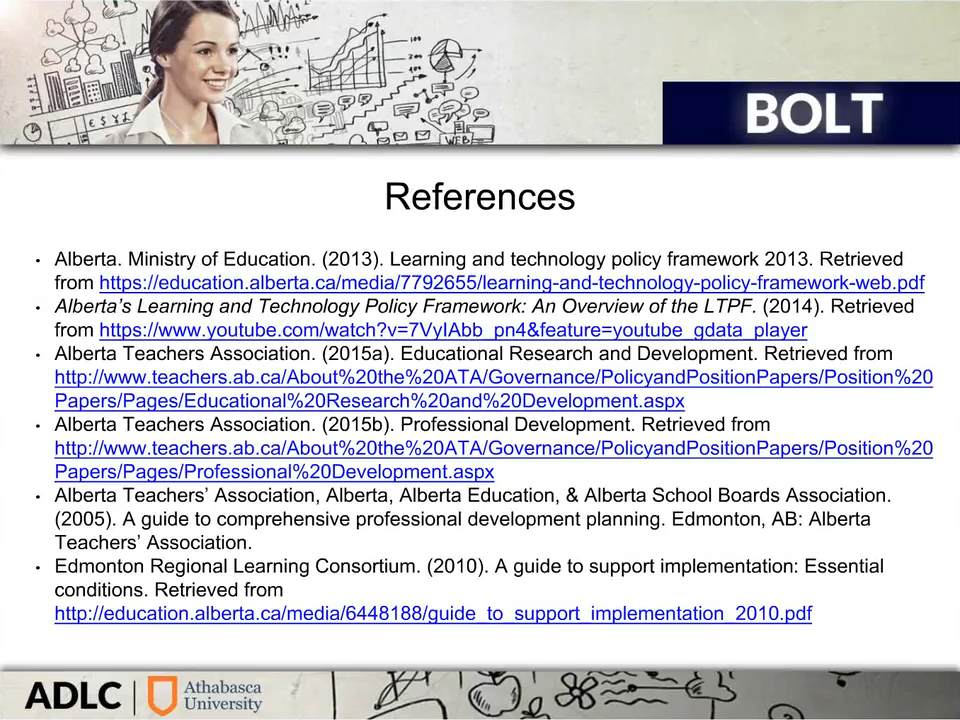 100
200
300
€ $ ¥ £
WEB
BOLT
References
• Alberta. Ministry of Education. (2013). Learning and technology policy framework 2013. Retrieved
from https://education.alberta.ca/media/7792655/learning-and-technology-policy-framework-web.pdf
• Alberta’s Learning and Technology Policy Framework: An Overview of the LTPF. (2014). Retrieved
from https://www.youtube.com/watch?v=7VyIAbb_pn4&feature=youtube_gdata_player
• Alberta Teachers Association. (2015a). Educational Research and Development. Retrieved from
http://www.teachers.ab.ca/About%20the%20ATA/Governance/PolicyandPositionPapers/Position%20
Papers/Pages/Educational%20Research%20and%20Development.aspx
• Alberta Teachers Association. (2015b). Professional Development. Retrieved from
http://www.teachers.ab.ca/About%20the%20ATA/Governance/PolicyandPositionPapers/Position%20
Papers/Pages/Professional%20Development.aspx
• Alberta Teachers’ Association, Alberta, Alberta Education, & Alberta School Boards Association.
(2005). A guide to comprehensive professional development planning. Edmonton, AB: Alberta
Teachers’ Association.
• Edmonton Regional Learning Consortium. (2010). A guide to support implementation: Essential
conditions. Retrieved from
http://education.alberta.ca/media/6448188/guide_to_support_implementation_2010.pdf
ADLC
Athabasca
University